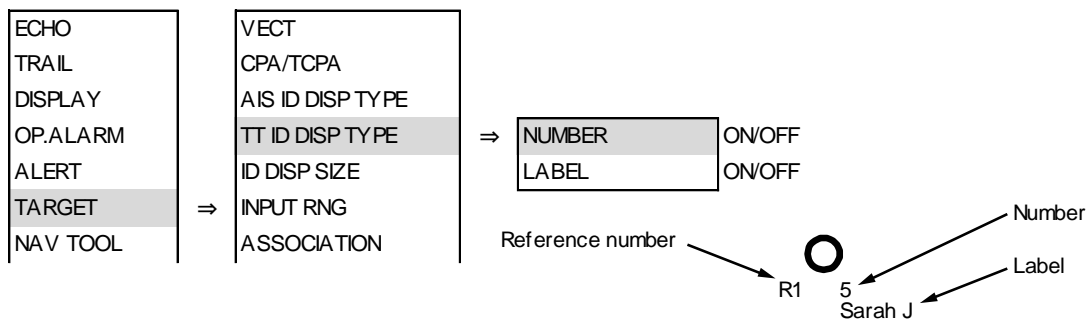 ECHO
TRAIL
DISPLAY
OP.ALARM
ALERT
TARGET
NAV TOOL
⇒
VECT
CPA/TCPA
AIS ID DISP TYPE
TT ID DISP TYPE
ID DISP SIZE
INPUT RNG
ASSOCIATION
⇒
NUMBER ON/OFF
LABEL ON/OFF
Reference number
Number
Label
R1 5
Sarah J